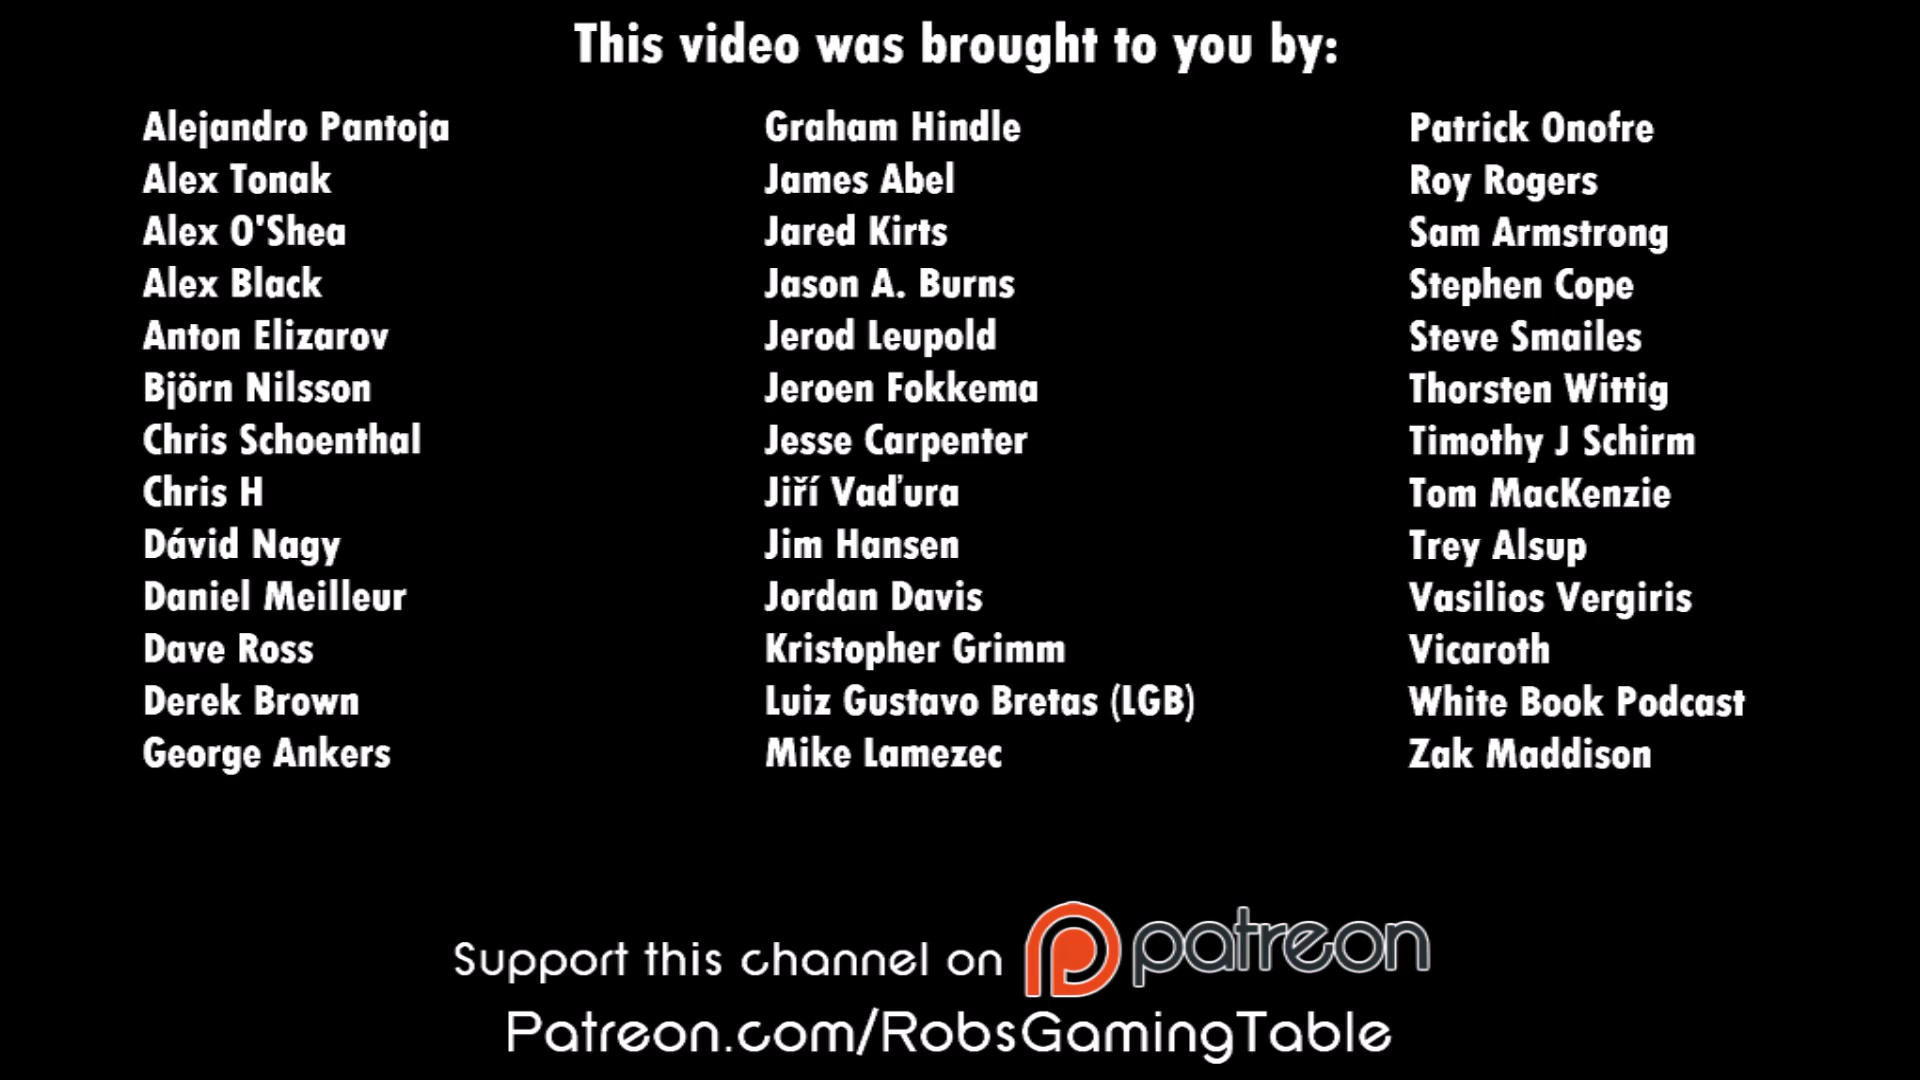 This video was brought to you by:
Alejandro Pantoja
Alex Tonak
Alex O'Shea
Alex Black
Anton Elizarov
Björn Nilsson
Chris Schoenthal
Chris H
Dávid Nagy
Daniel Meilleur
Dave Ross
Derek Brown
George Ankers
Graham Hindle
James Abel
Jared Kirts
Jason A. Burns
Jerod Leupold
Jeroen Fokkema
Jesse Carpenter
Jiří Vaďura
Jim Hansen
Jordan Davis
Kristopher Grimm
Luiz Gustavo Bretas (LGB)
Mike Lamezec
Patrick Onofre
Roy Rogers
Sam Armstrong
Stephen Cope
Steve Smailes
Thorsten Wittig
Timothy J Schirm
Tom MacKenzie
Trey Alsup
Vasilios Vergiris
Vicaroth
White Book Podcast
Zak Maddison
Support this channel on patreon
Patreon.com/RobsGamingTable